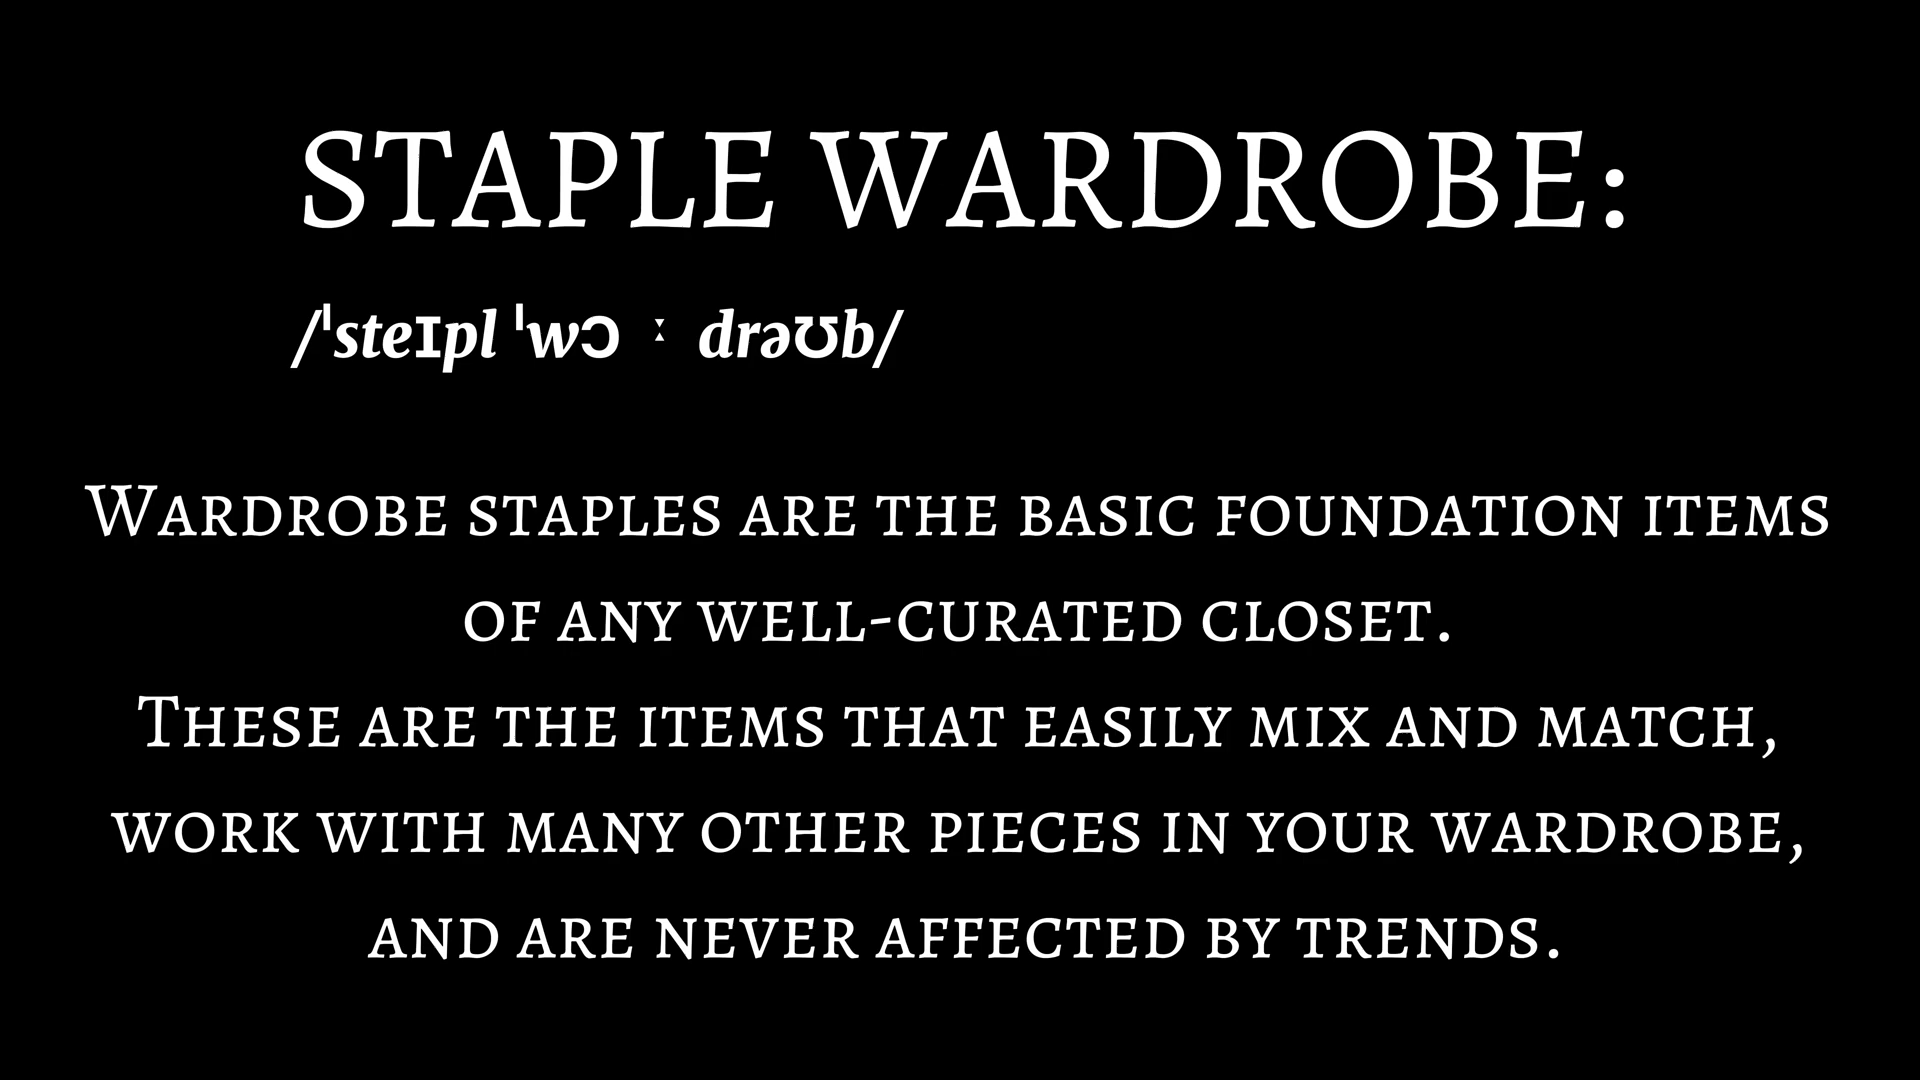 STAPLE WARDROBE:
/ˈsteɪpl ˈwɔ ː drəʊb/
Wardrobe staples are the basic foundation items
of any well-curated closet.
These are the items that easily mix and match,
work with many other pieces in your wardrobe,
and are never affected by trends.